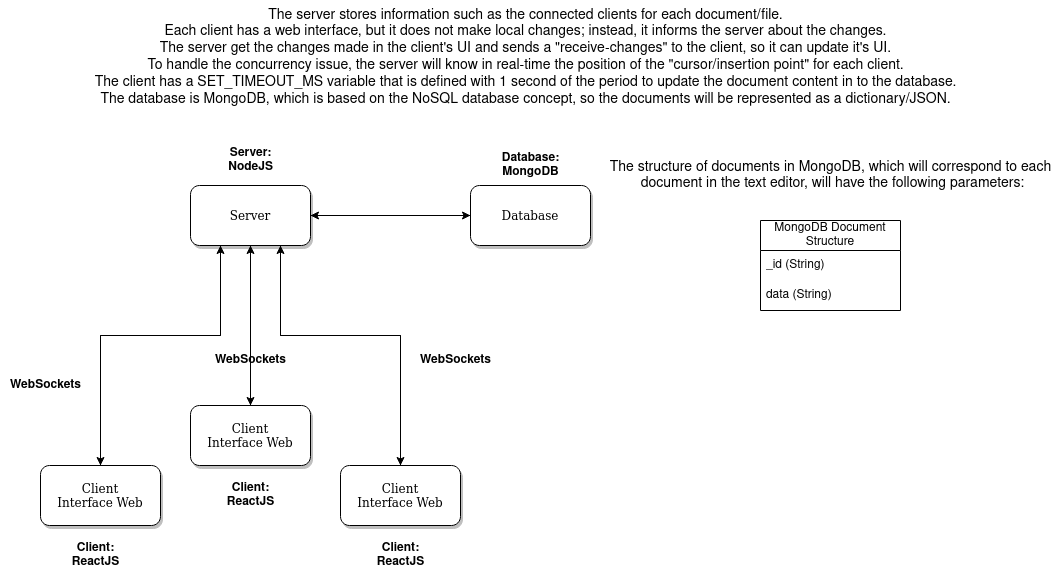 The server stores information such as the connected clients for each document/file.
Each client has a web interface, but it does not make local changes; instead, it informs the server about the changes.
The server get the changes made in the client's UI and sends a "receive-changes" to the client, so it can update it's UI.
To handle the concurrency issue, the server will know in real-time the position of the "cursor/insertion point" for each client.
The client has a SET_TIMEOUT_MS variable that is defined with 1 second of the period to update the document content in to the database.
The database is MongoDB, which is based on the NoSQL database concept, so the documents will be represented as a dictionary/JSON.
Server:
NodeJS
Database:
MongoDB
The structure of documents in MongoDB, which will correspond to each
document in the text editor, will have the following parameters:
Server
Database
MongoDB Document
Structure
_id (String)
data (String)
WebSockets
WebSockets
WebSockets
Client
Interface Web
Client:
ReactJS
Client
Interface Web
Client
Interface Web
Client:
ReactJS
Client:
ReactJS